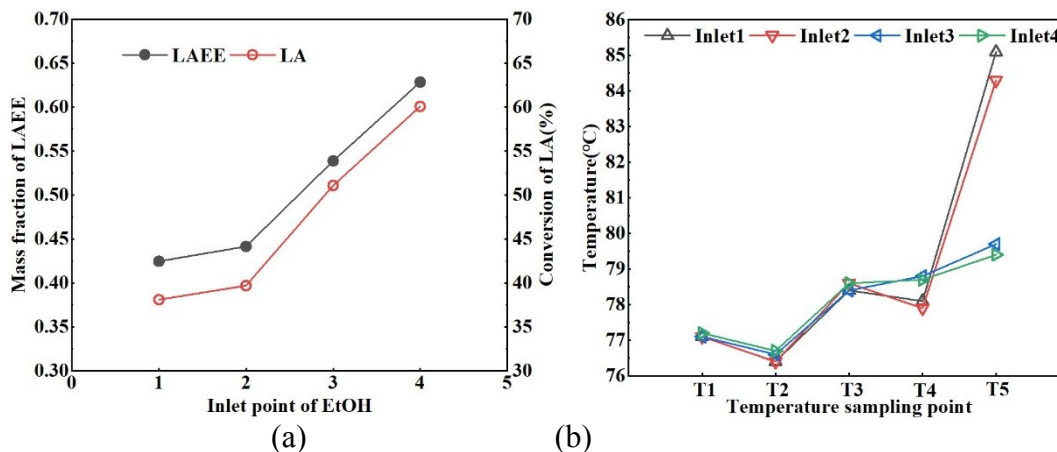 LAEE LA
Mass fraction of LAEE
0.70
0.65
0.60
0.55
0.50
0.45
0.40
0.35
0.30
Conversion of LA(%)
70
65
60
55
50
45
40
35
30
0 1 2 3 4 5
Inlet point of EtOH
(a)
Inlet1 Inlet2 Inlet3 Inlet4
Temperature(°C)
86
85
84
83
82
81
80
79
78
77
76
T1 T2 T3 T4 T5
Temperature sampling point
(b)